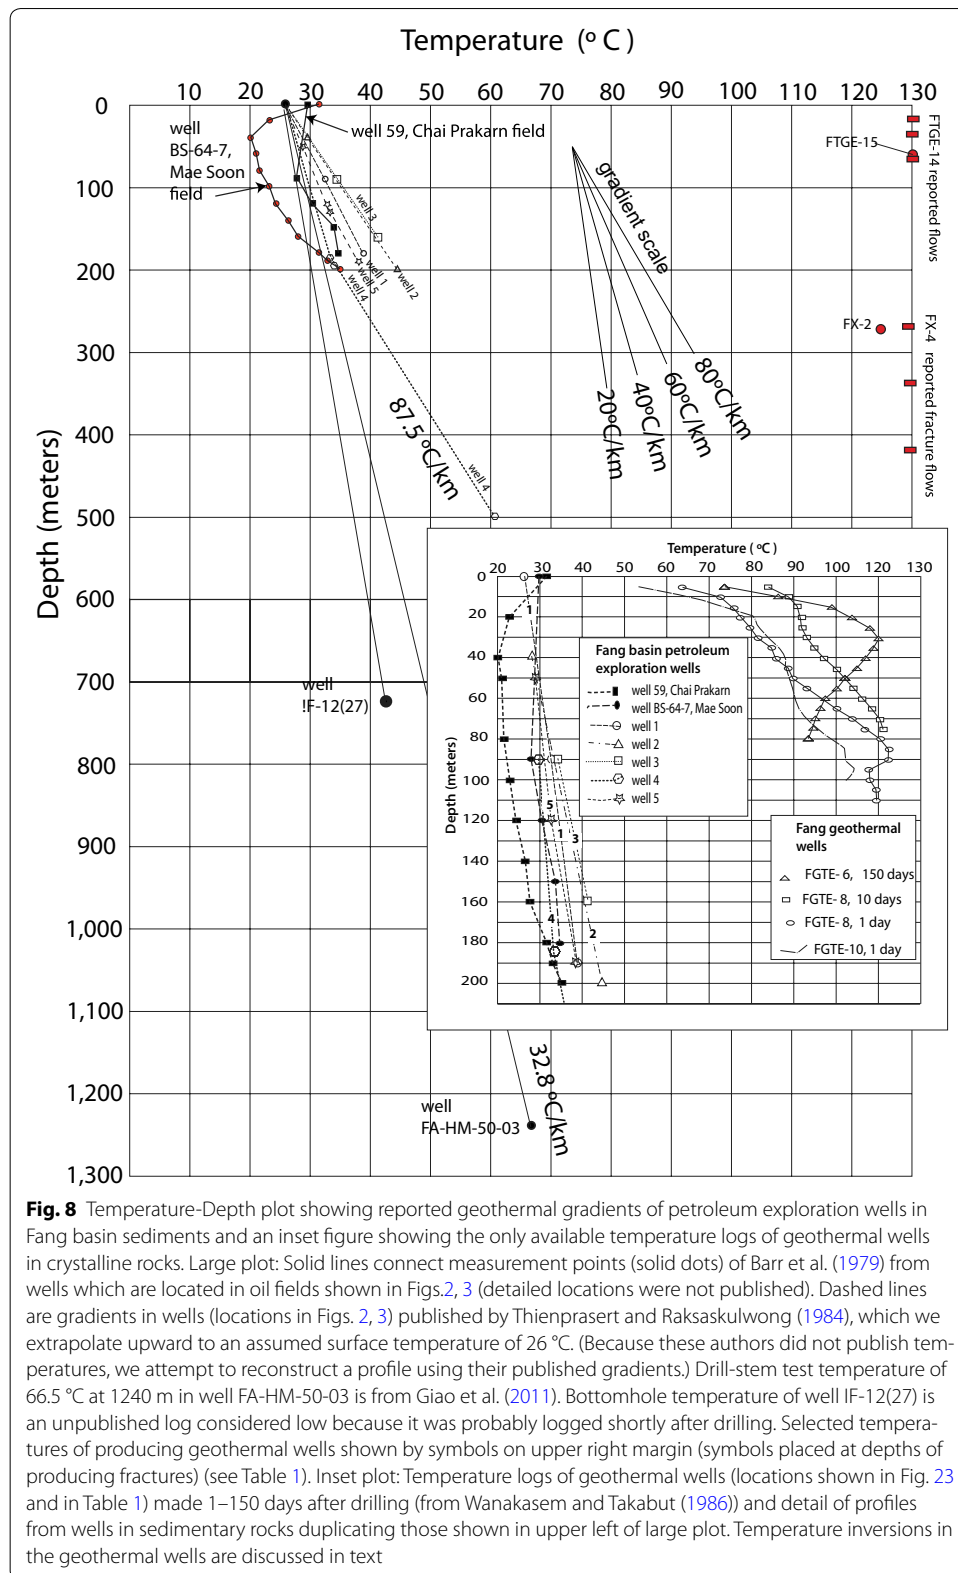 Temperature (º C)
10 20 30 40 50 60 70 80 90 100 110 120 130
0
100
200
300
400
500
600
700
800
900
1,000
1,100
1,200
1,300
Depth (meters)
well
BS-64-7,
Mae Soon
field
well 59, Chai Prakarn field
well 3
well 2
well 1
well 5
well 4
87.5 ºC/km
well 4
gradient scale
20ºC/km
40ºC/km
60ºC/km
80ºC/km
FTGE-15
FTGE-14 reported flows
FX-2
FX-4 reported fracture flows
well
!F-12(27)
32.8 ºC/km
well
FA-HM-50-03
Temperature ( ºC)
20 30 40 50 60 70 80 90 100 110 120 130
0
20
40
60
80
100
120
140
160
180
200
Depth (meters)
1
5
1
3
4
2
Fang basin petroleum
exploration wells
well 59, Chai Prakarn
well BS-64-7, Mae Soon
well 1
well 2
well 3
well 4
well 5
Fang geothermal
wells
FGTE- 6, 150 days
FGTE- 8, 10 days
FGTE- 8, 1 day
FGTE-10, 1 day
Fig. 8 Temperature-Depth plot showing reported geothermal gradients of petroleum exploration wells in
Fang basin sediments and an inset figure showing the only available temperature logs of geothermal wells
in crystalline rocks. Large plot: Solid lines connect measurement points (solid dots) of Barr et al. (1979) from
wells which are located in oil fields shown in Figs.2, 3 (detailed locations were not published). Dashed lines
are gradients in wells (locations in Figs. 2, 3) published by Thienprasert and Raksaskulwong (1984), which we
extrapolate upward to an assumed surface temperature of 26 °C. (Because these authors did not publish tem-
peratures, we attempt to reconstruct a profile using their published gradients.) Drill-stem test temperature of
66.5 °C at 1240 m in well FA-HM-50-03 is from Giao et al. (2011). Bottomhole temperature of well IF-12(27) is
an unpublished log considered low because it was probably logged shortly after drilling. Selected tempera-
tures of producing geothermal wells shown by symbols on upper right margin (symbols placed at depths of
producing fractures) (see Table 1). Inset plot: Temperature logs of geothermal wells (locations shown in Fig. 23
and in Table 1) made 1–150 days after drilling (from Wanakasem and Takabut (1986)) and detail of profiles
from wells in sedimentary rocks duplicating those shown in upper left of large plot. Temperature inversions in
the geothermal wells are discussed in text